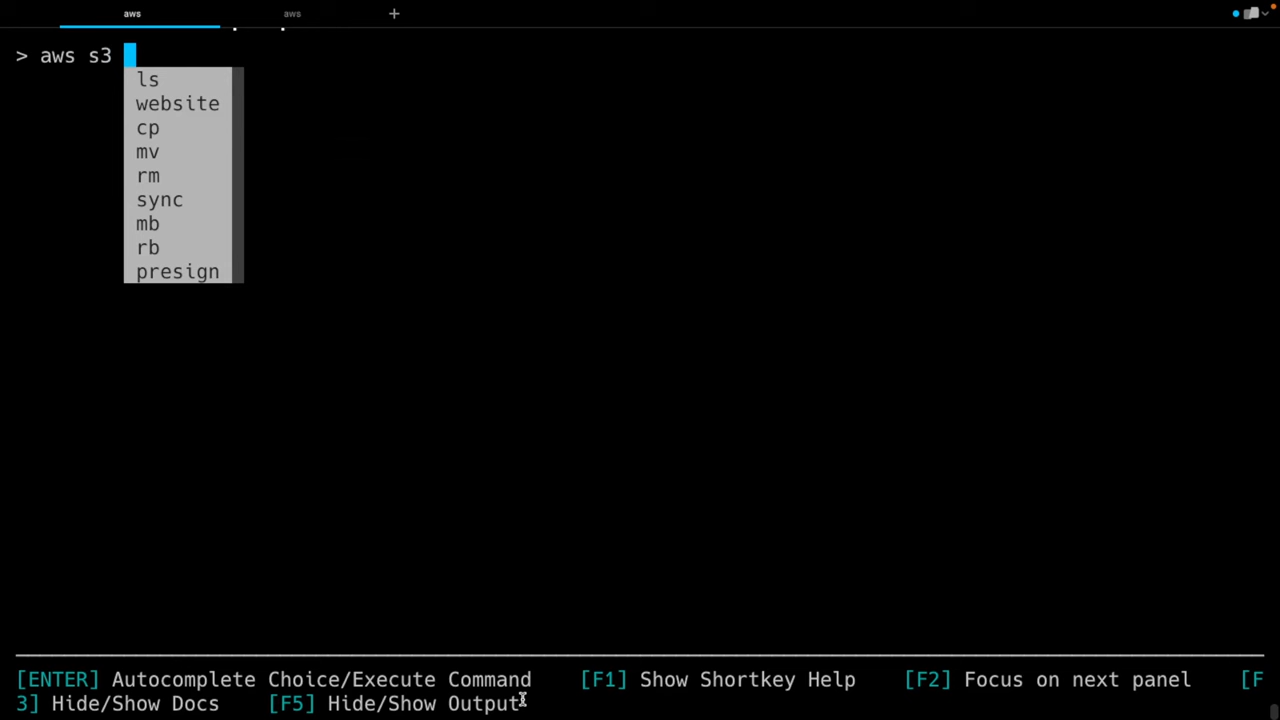 aws aws +
> aws s3
ls
website
cp
mv
rm
sync
mb
rb
presign
[ENTER] Autocomplete Choice/Execute Command [F1] Show Shortkey Help [F2] Focus on next panel [F
3] Hide/Show Docs [F5] Hide/Show Output